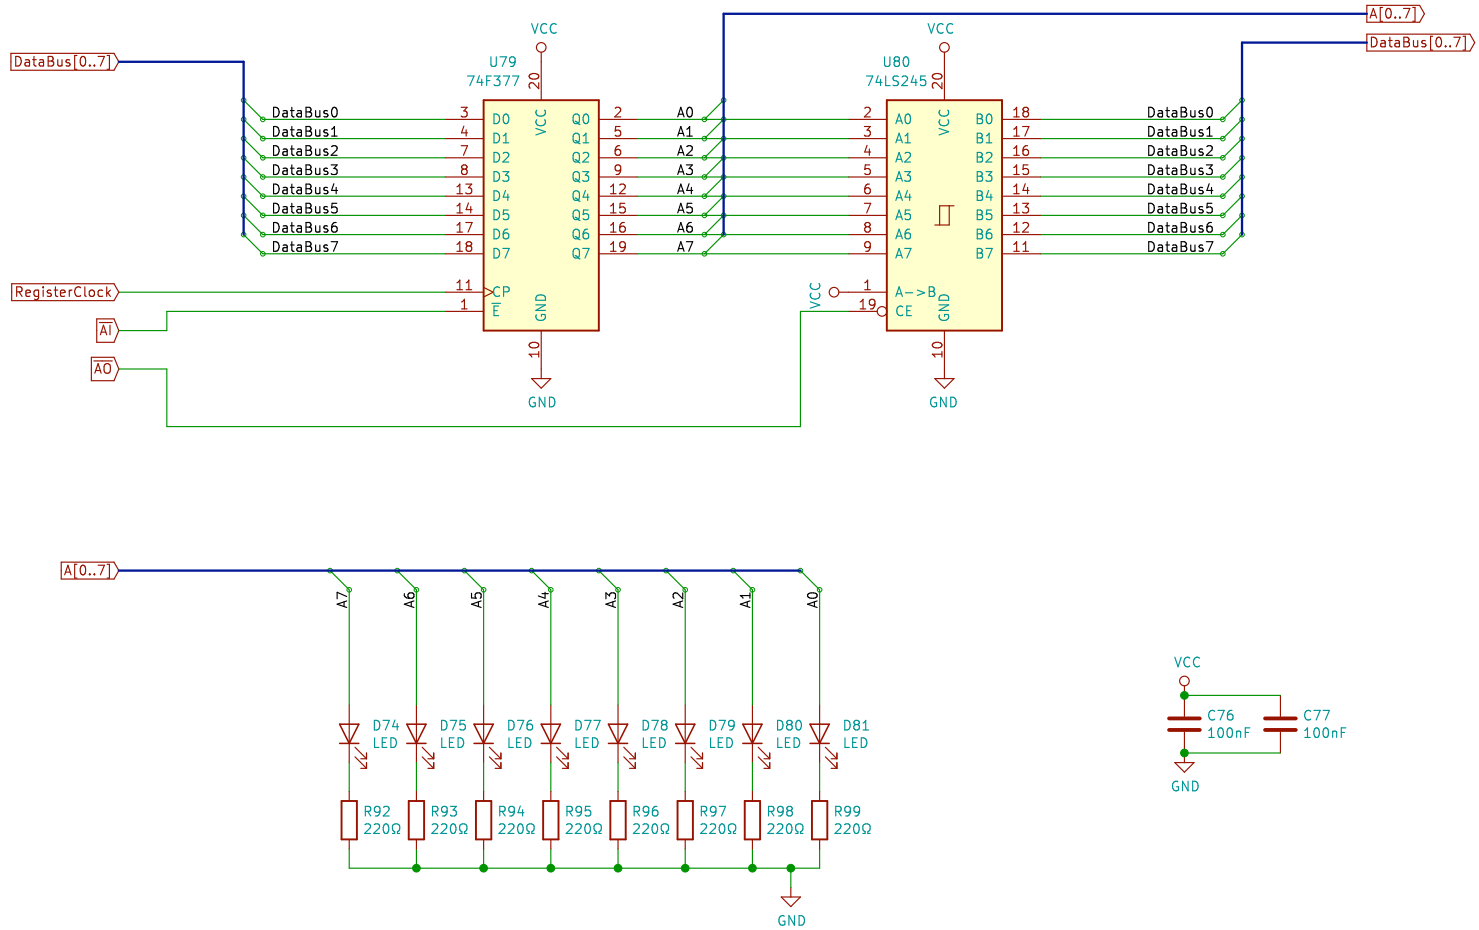 A[0..7]
DataBus[0..7]
DataBus[0..7]
VCC
U79
74F377
20
VCC
DataBus0 3 D0 Q0 2 A0
DataBus1 4 D1 Q1 5 A1
DataBus2 7 D2 Q2 6 A2
DataBus3 8 D3 Q3 9 A3
DataBus4 13 D4 Q4 12 A4
DataBus5 14 D5 Q5 15 A5
DataBus6 17 D6 Q6 16 A6
DataBus7 18 D7 Q7 19 A7
RegisterClock 11 CP
A̅I̅ 1 E̅
A̅O̅
GND
10
GND
VCC
U80
74LS245
20
VCC
2 A0 B0 18 DataBus0
3 A1 B1 17 DataBus1
4 A2 B2 16 DataBus2
5 A3 B3 15 DataBus3
6 A4 B4 14 DataBus4
7 A5 B5 13 DataBus5
8 A6 B6 12 DataBus6
9 A7 B7 11 DataBus7
VCC 1 A->B
19 CE
GND
10
GND
A[0..7]
A7 A6 A5 A4 A3 A2 A1 A0
D74 D75 D76 D77 D78 D79 D80 D81
LED LED LED LED LED LED LED LED
R92 R93 R94 R95 R96 R97 R98 R99
220Ω 220Ω 220Ω 220Ω 220Ω 220Ω 220Ω 220Ω
GND
VCC
C76 C77
100nF 100nF
GND